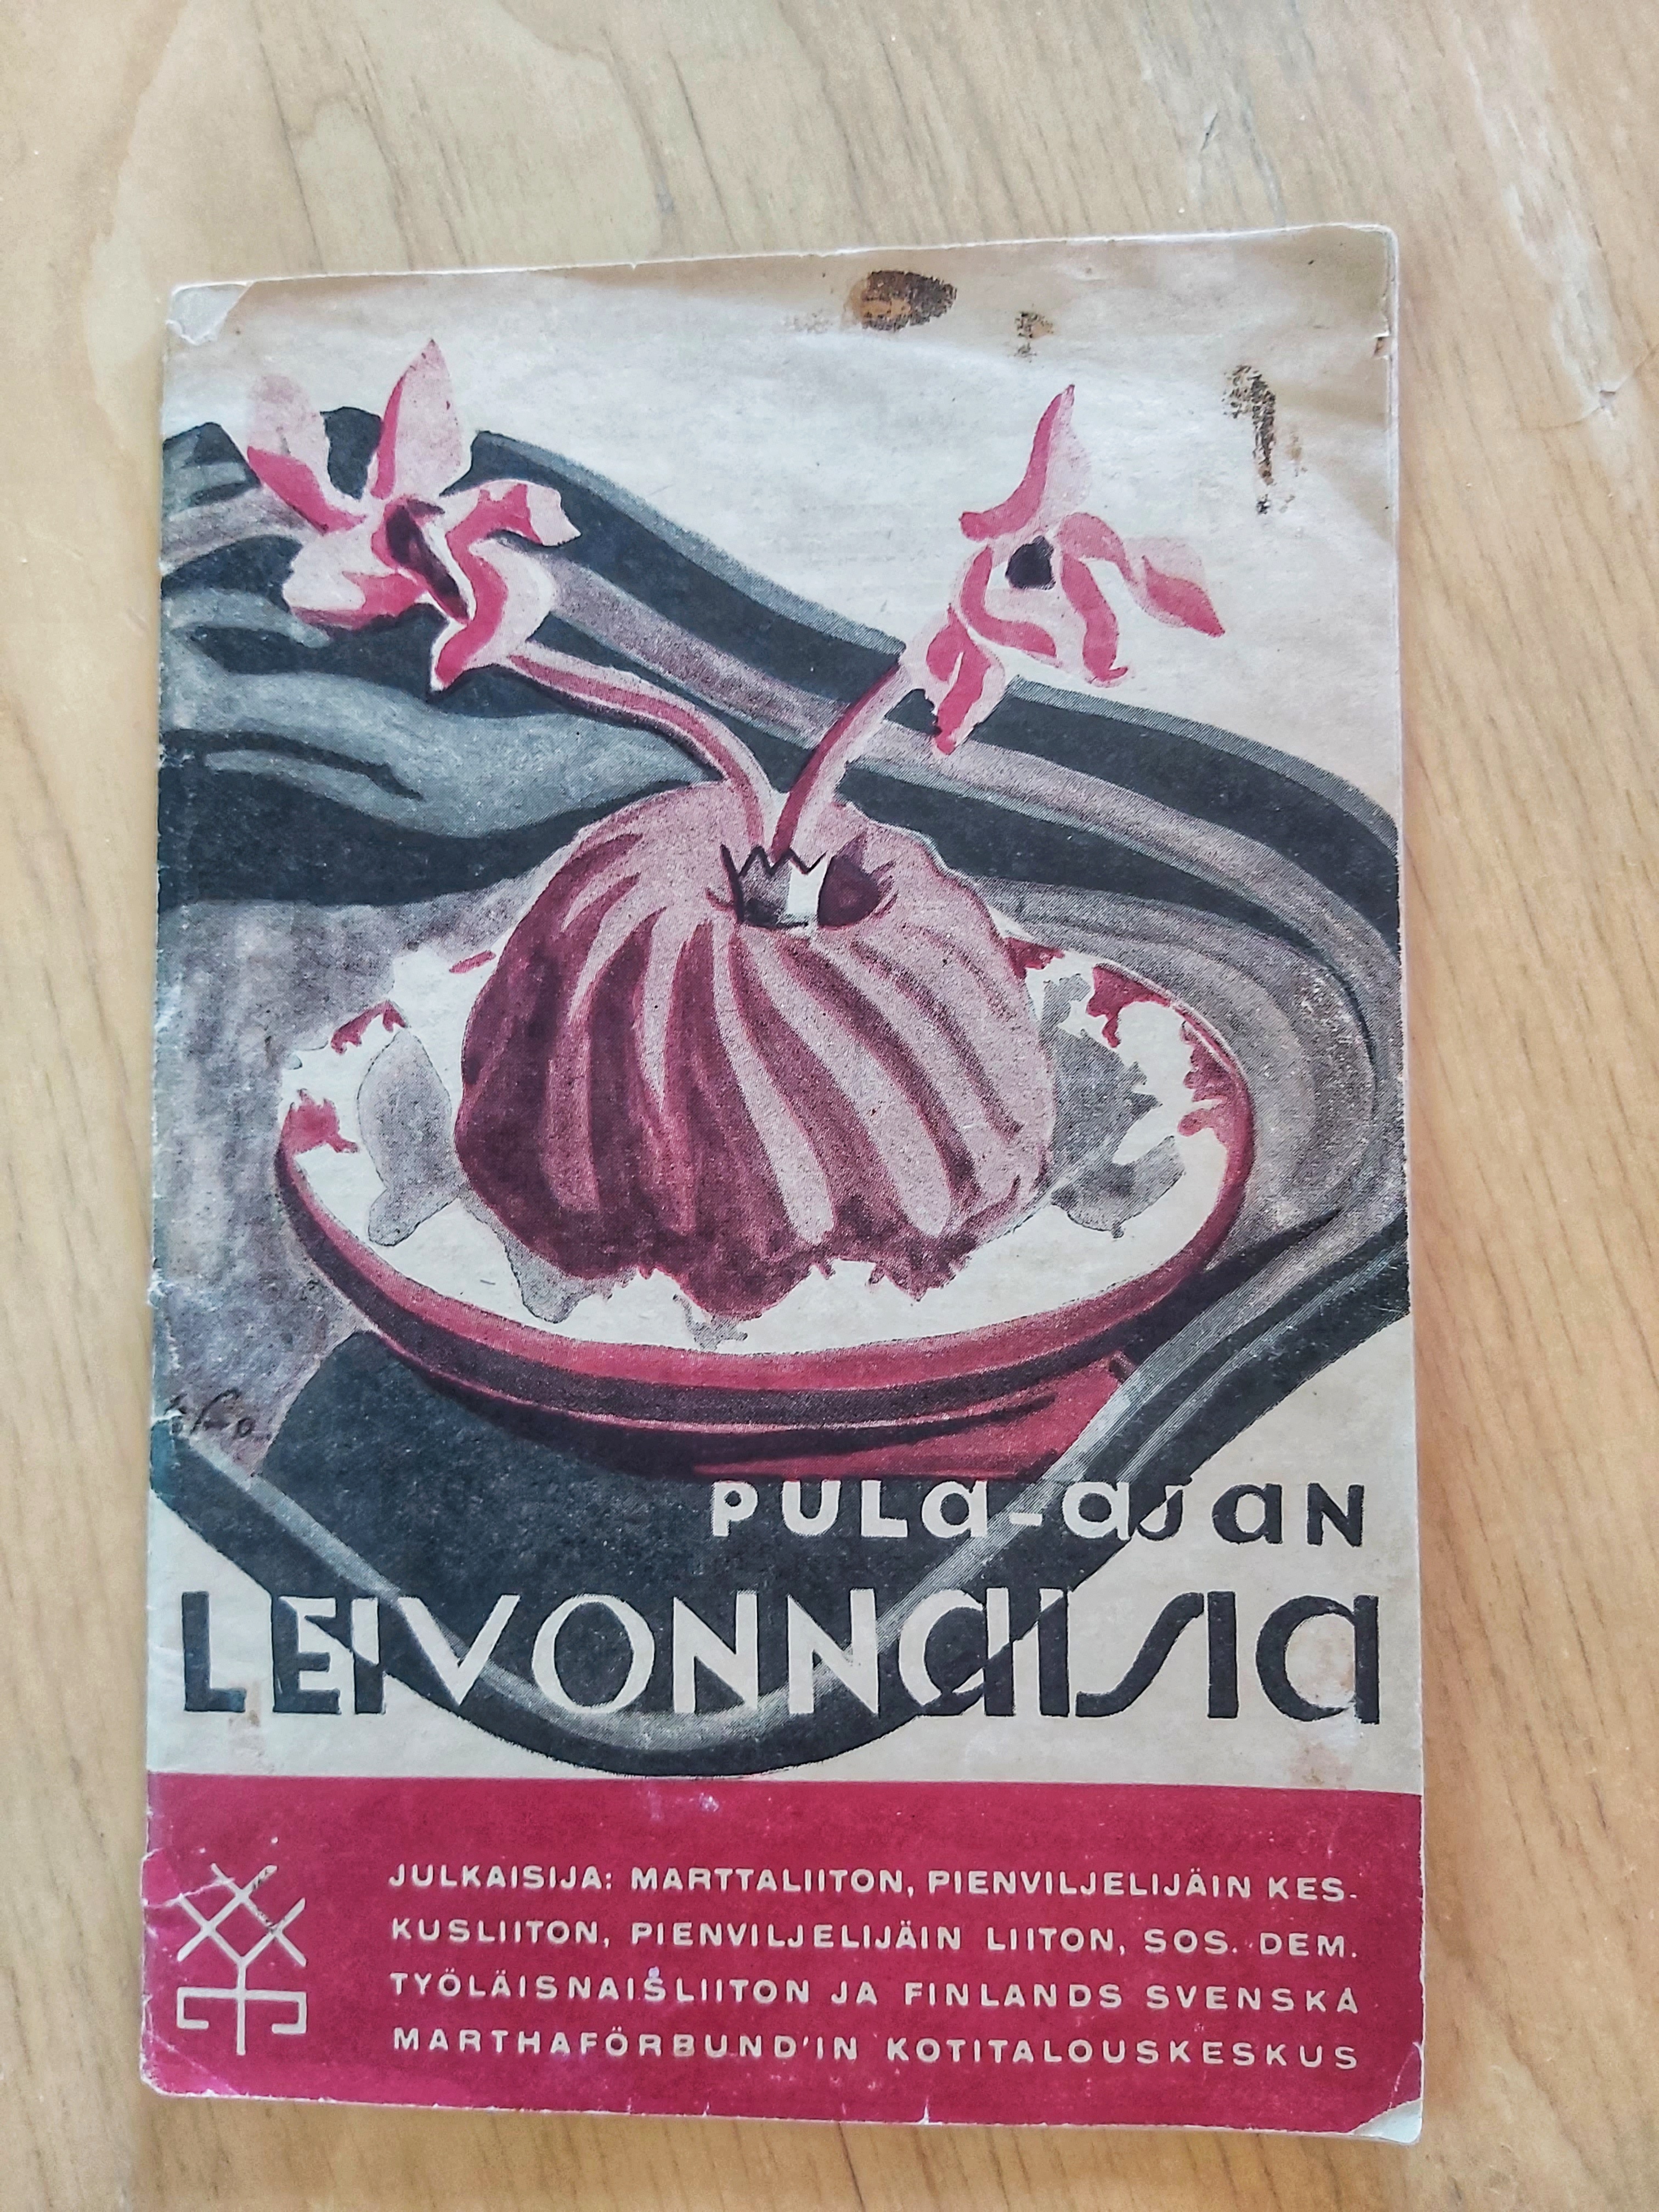 PULA-AJAN
LEIVONNAISIA
JULKAISIJA: MARTTALIITON, PIENVILJELIJÄIN KES-
KUSLIITON, PIENVILJELIJÄIN LIITON, SOS. DEM.
TYÖLÄISNAISLIITON JA FINLANDS SVENSKA
MARTHAFÖRBUND'IN KOTITALOUSKESKUS